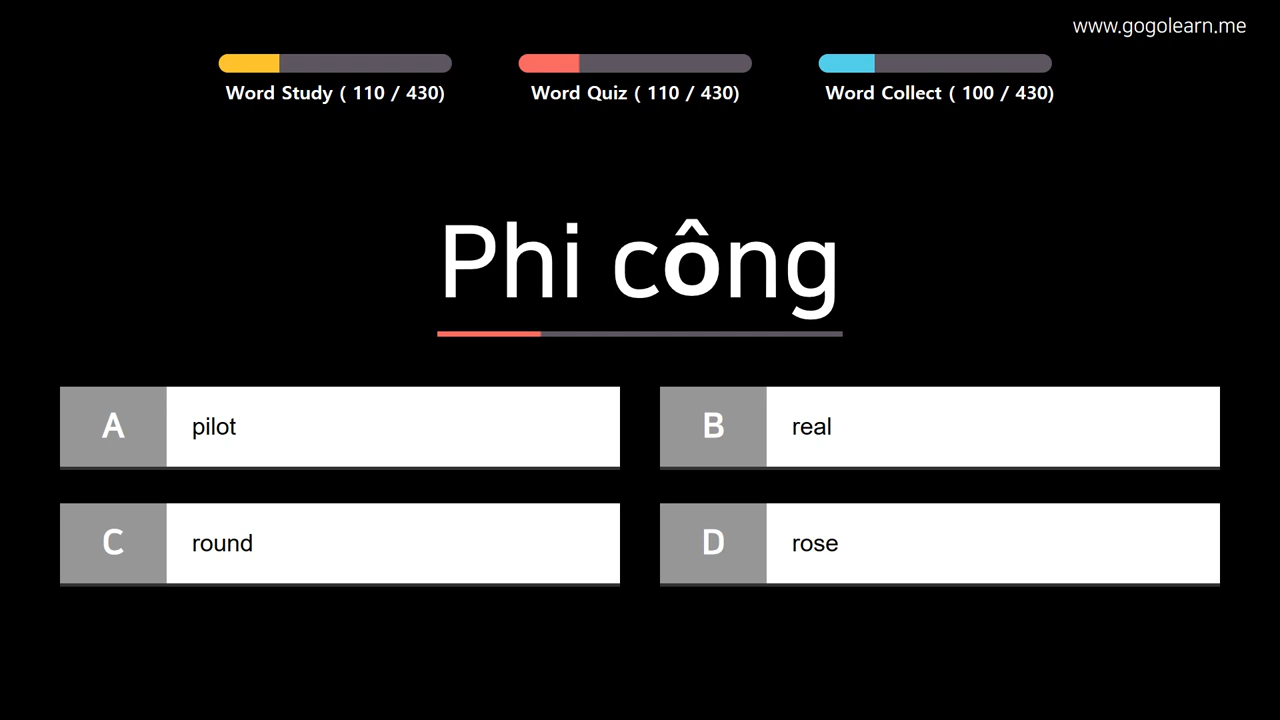 www.gogolearn.me
Word Study ( 110 / 430)
Word Quiz ( 110 / 430)
Word Collect ( 100 / 430)
Phi công
A pilot
B real
C round
D rose